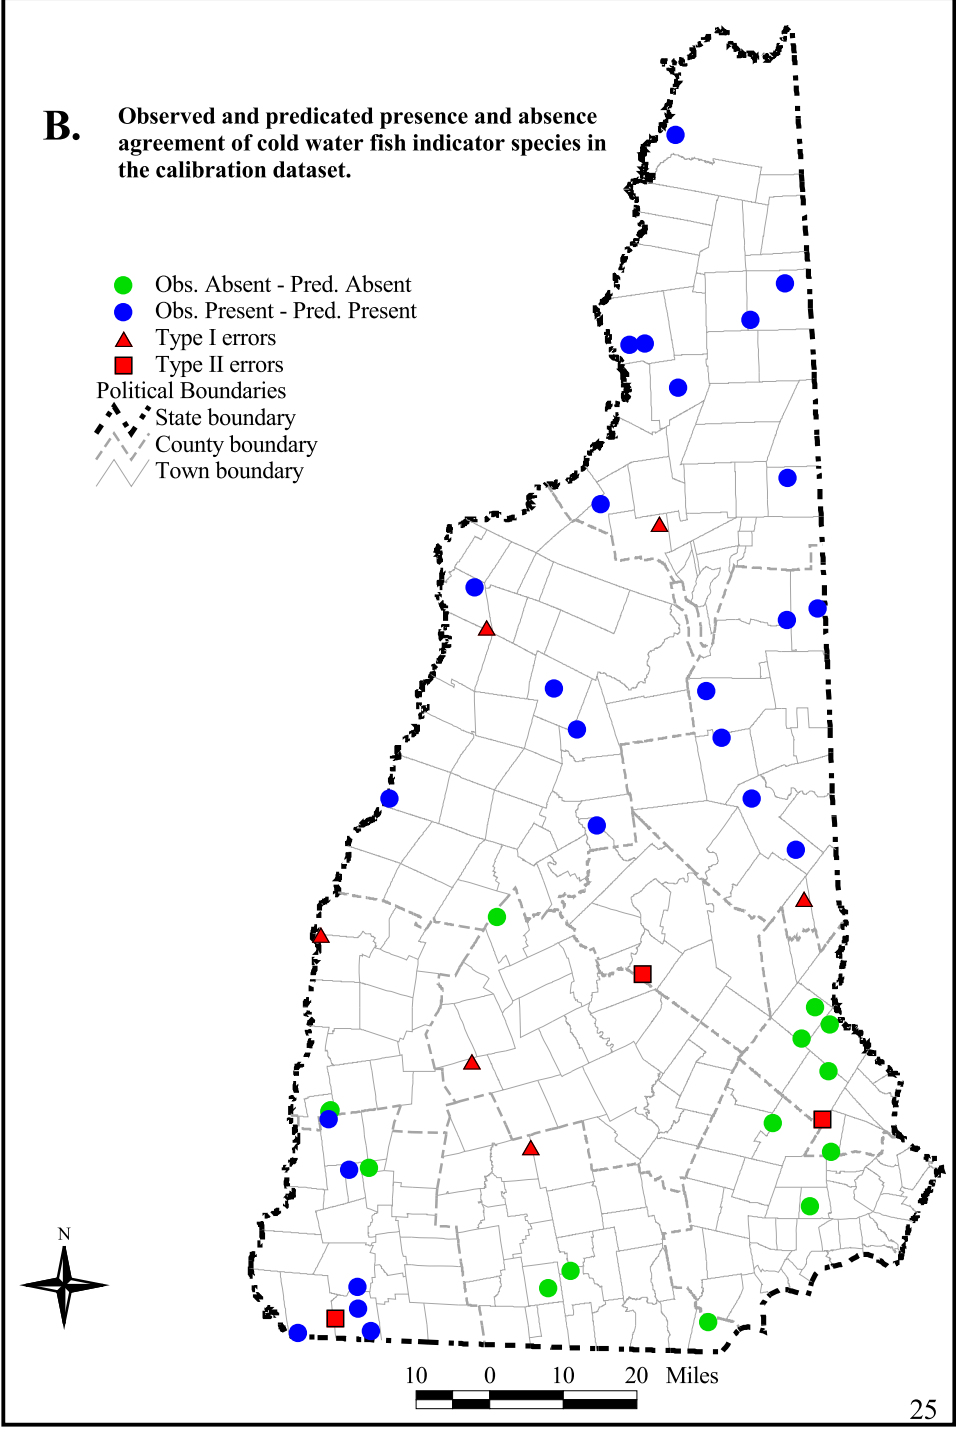 B.
Observed and predicated presence and absence
agreement of cold water fish indicator species in
the calibration dataset.
Obs. Absent - Pred. Absent
Obs. Present - Pred. Present
Type I errors
Type II errors
Political Boundaries
State boundary
County boundary
Town boundary
N
10 0 10 20 Miles
25